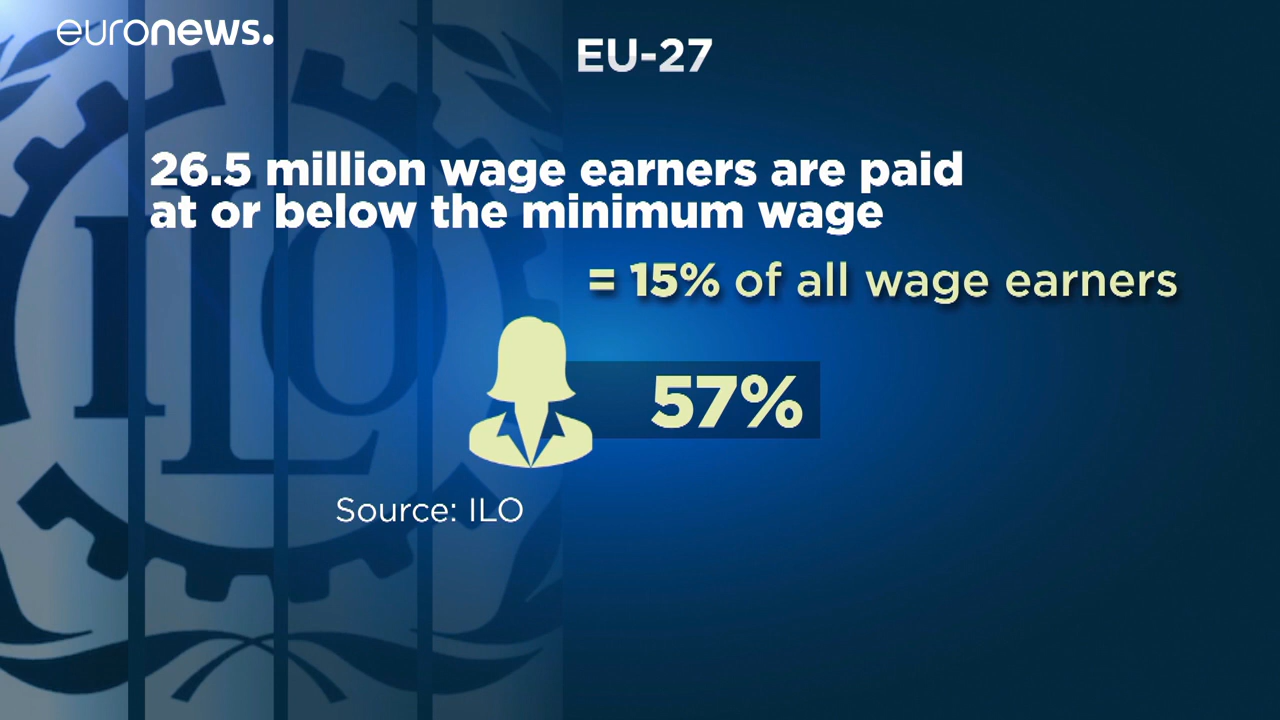 euronews.
EU-27
26.5 million wage earners are paid
at or below the minimum wage
= 15% of all wage earners
57%
Source: ILO
ILO